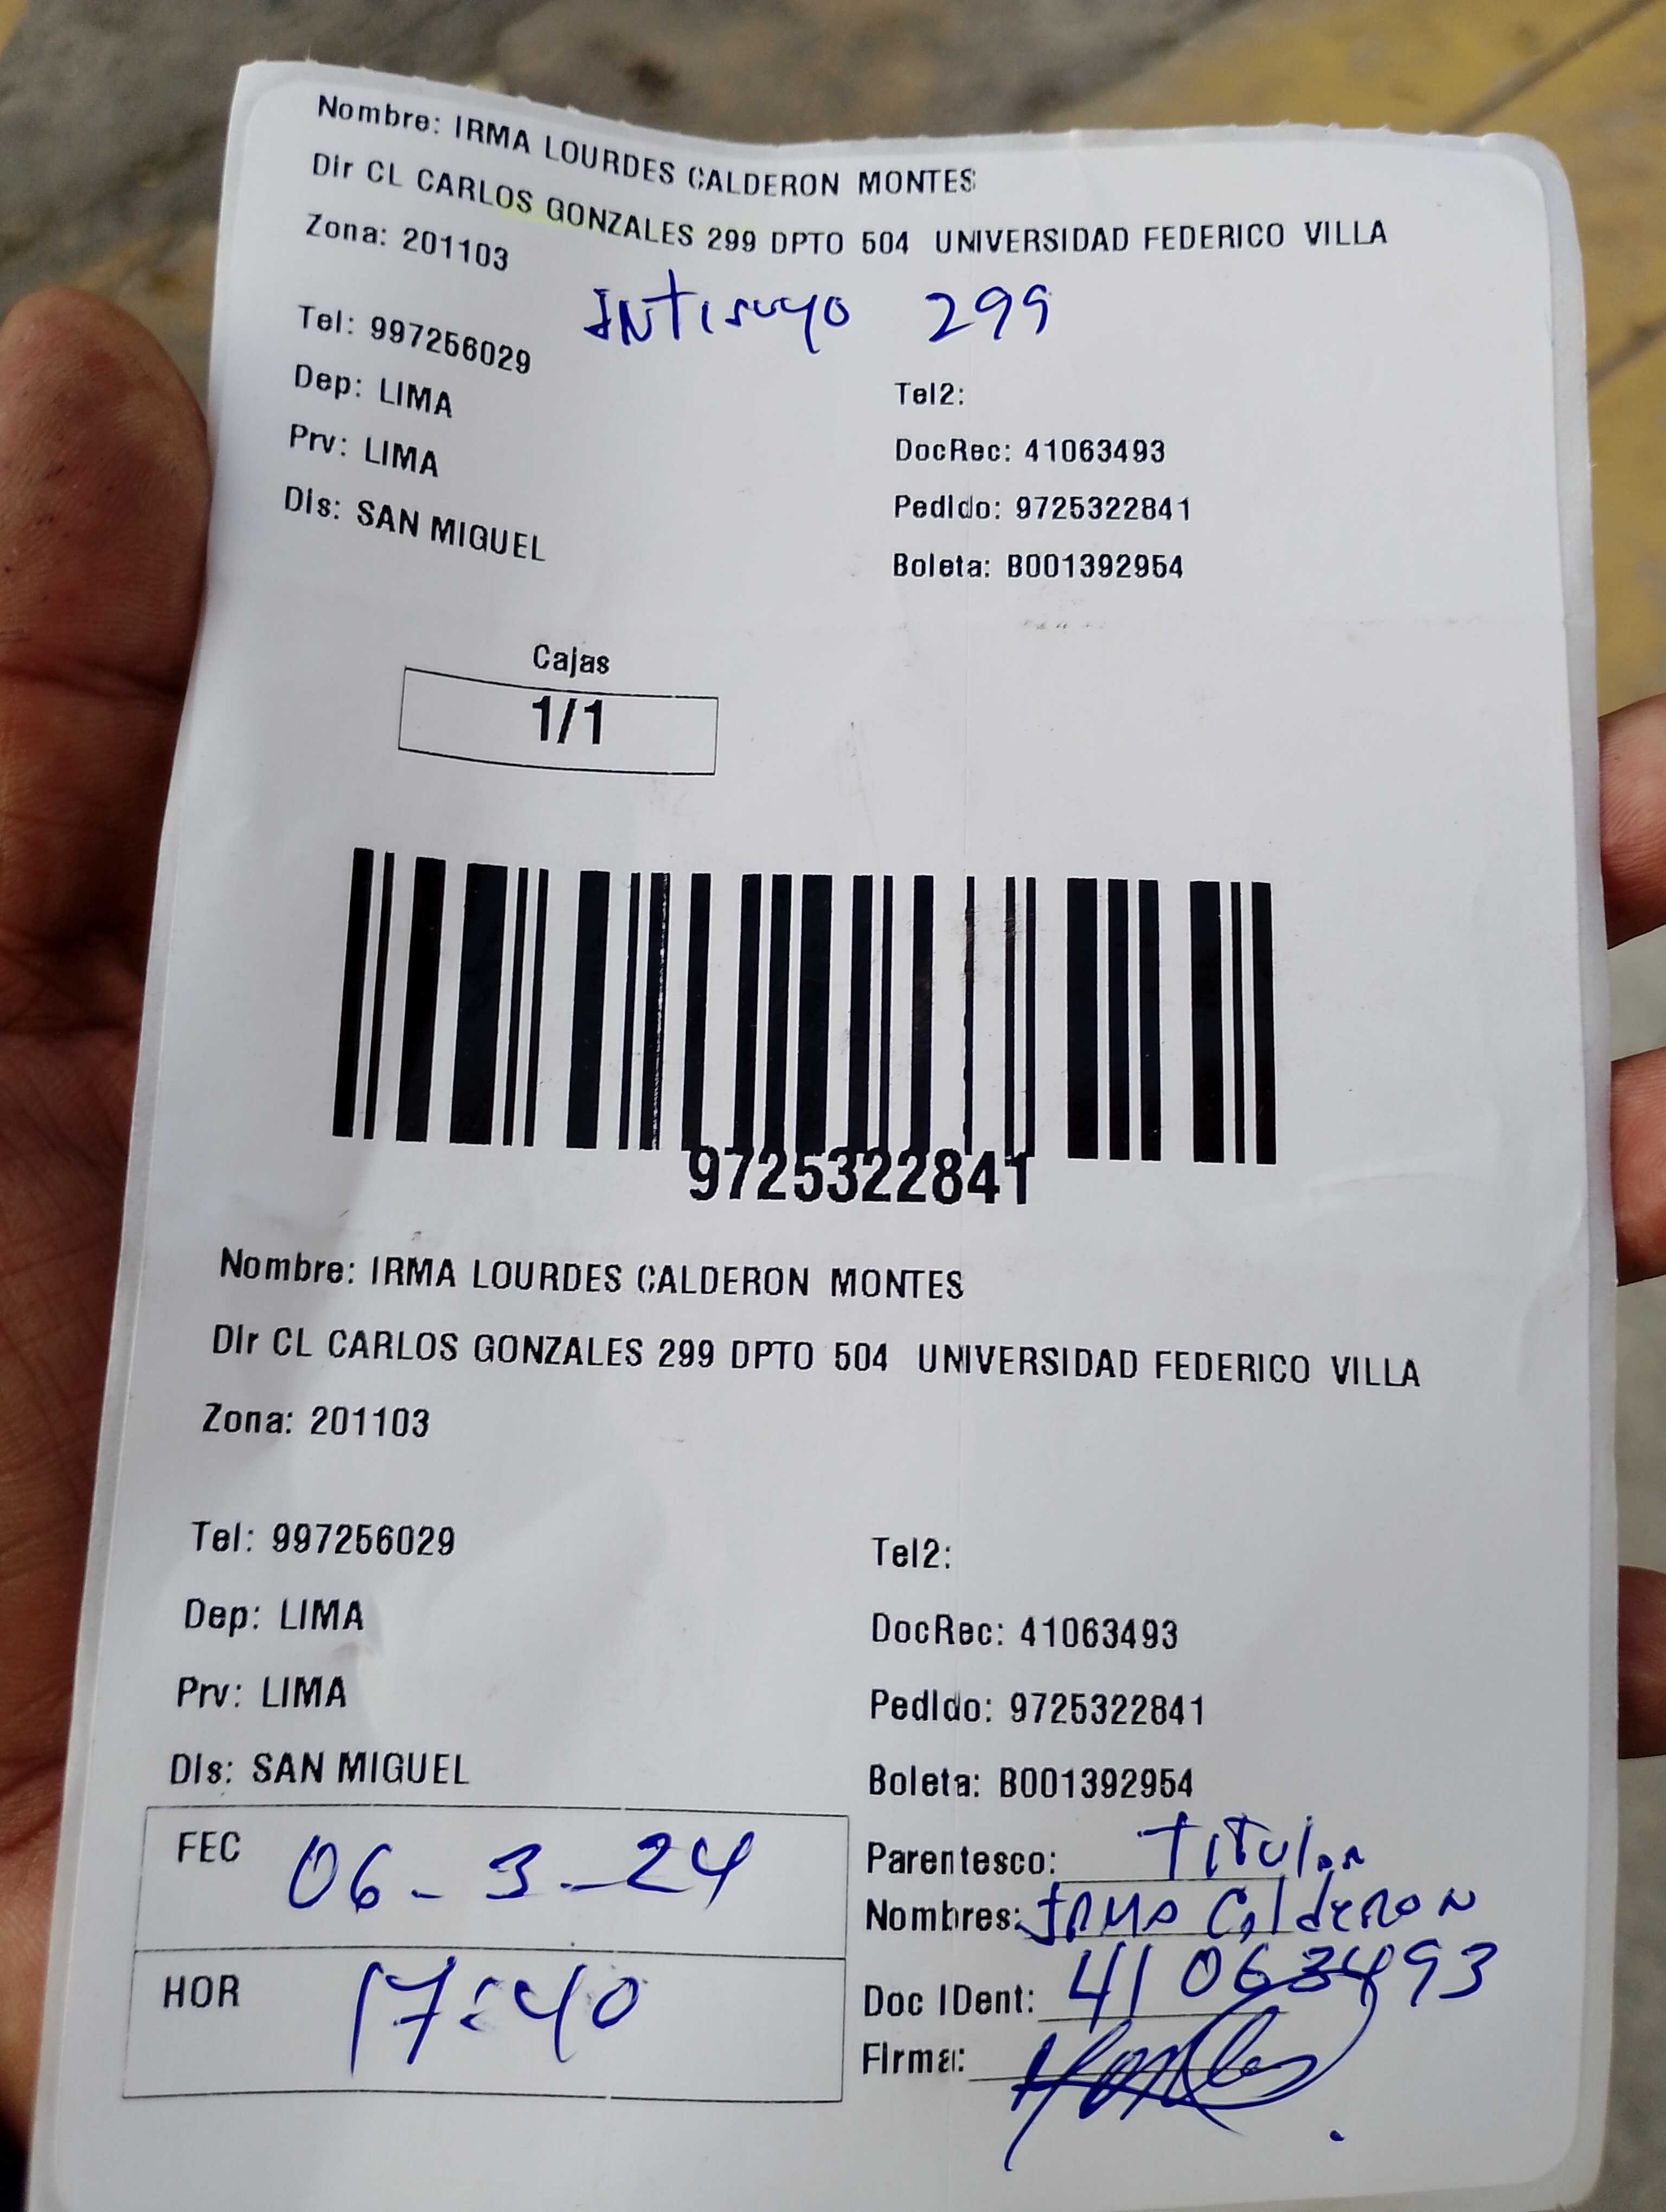 Nombre: IRMA LOURDES CALDERON MONTES
Dir CL CARLOS GONZALES 299 DPTO 504 UNIVERSIDAD FEDERICO VILLA
Zona: 201103
INTISUYO 299
Tel: 997256029
Tel2:
Dep: LIMA
DocRec: 41063493
Prv: LIMA
Pedido: 9725322841
Dis: SAN MIGUEL
Boleta: B001392954
Cajas
1/1
9725322841
Nombre: IRMA LOURDES CALDERON MONTES
Dir CL CARLOS GONZALES 299 DPTO 504 UNIVERSIDAD FEDERICO VILLA
Zona: 201103
Tel: 997256029
Tel2:
Dep: LIMA
DocRec: 41063493
Prv: LIMA
Pedido: 9725322841
Dis: SAN MIGUEL
Boleta: B001392954
FEC 06-3-24
Parentesco: Titular
Nombres: Irma Calderon
HOR 17:40
Doc IDent: 41063493
Firma: